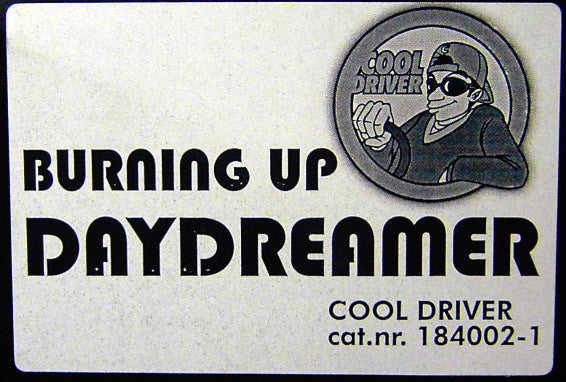 COOL
DRIVER
BURNING UP
DAYDREAMER
COOL DRIVER
cat.nr. 184002-1